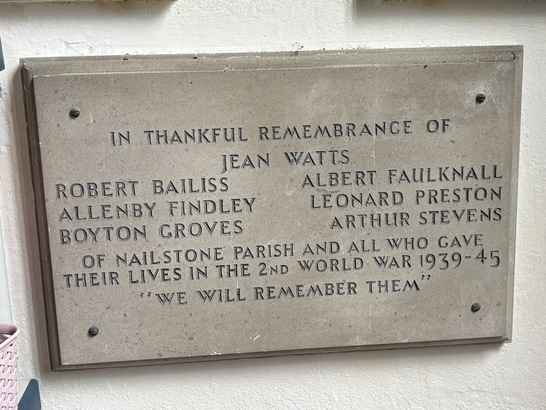 IN THANKFUL REMEMBRANCE OF
JEAN WATTS
ROBERT BAILISS ALBERT FAULKNALL
ALLENBY FINDLEY LEONARD PRESTON
BOYTON GROVES ARTHUR STEVENS
OF NAILSTONE PARISH AND ALL WHO GAVE
THEIR LIVES IN THE 2ND WORLD WAR 1939-45
"WE WILL REMEMBER THEM"